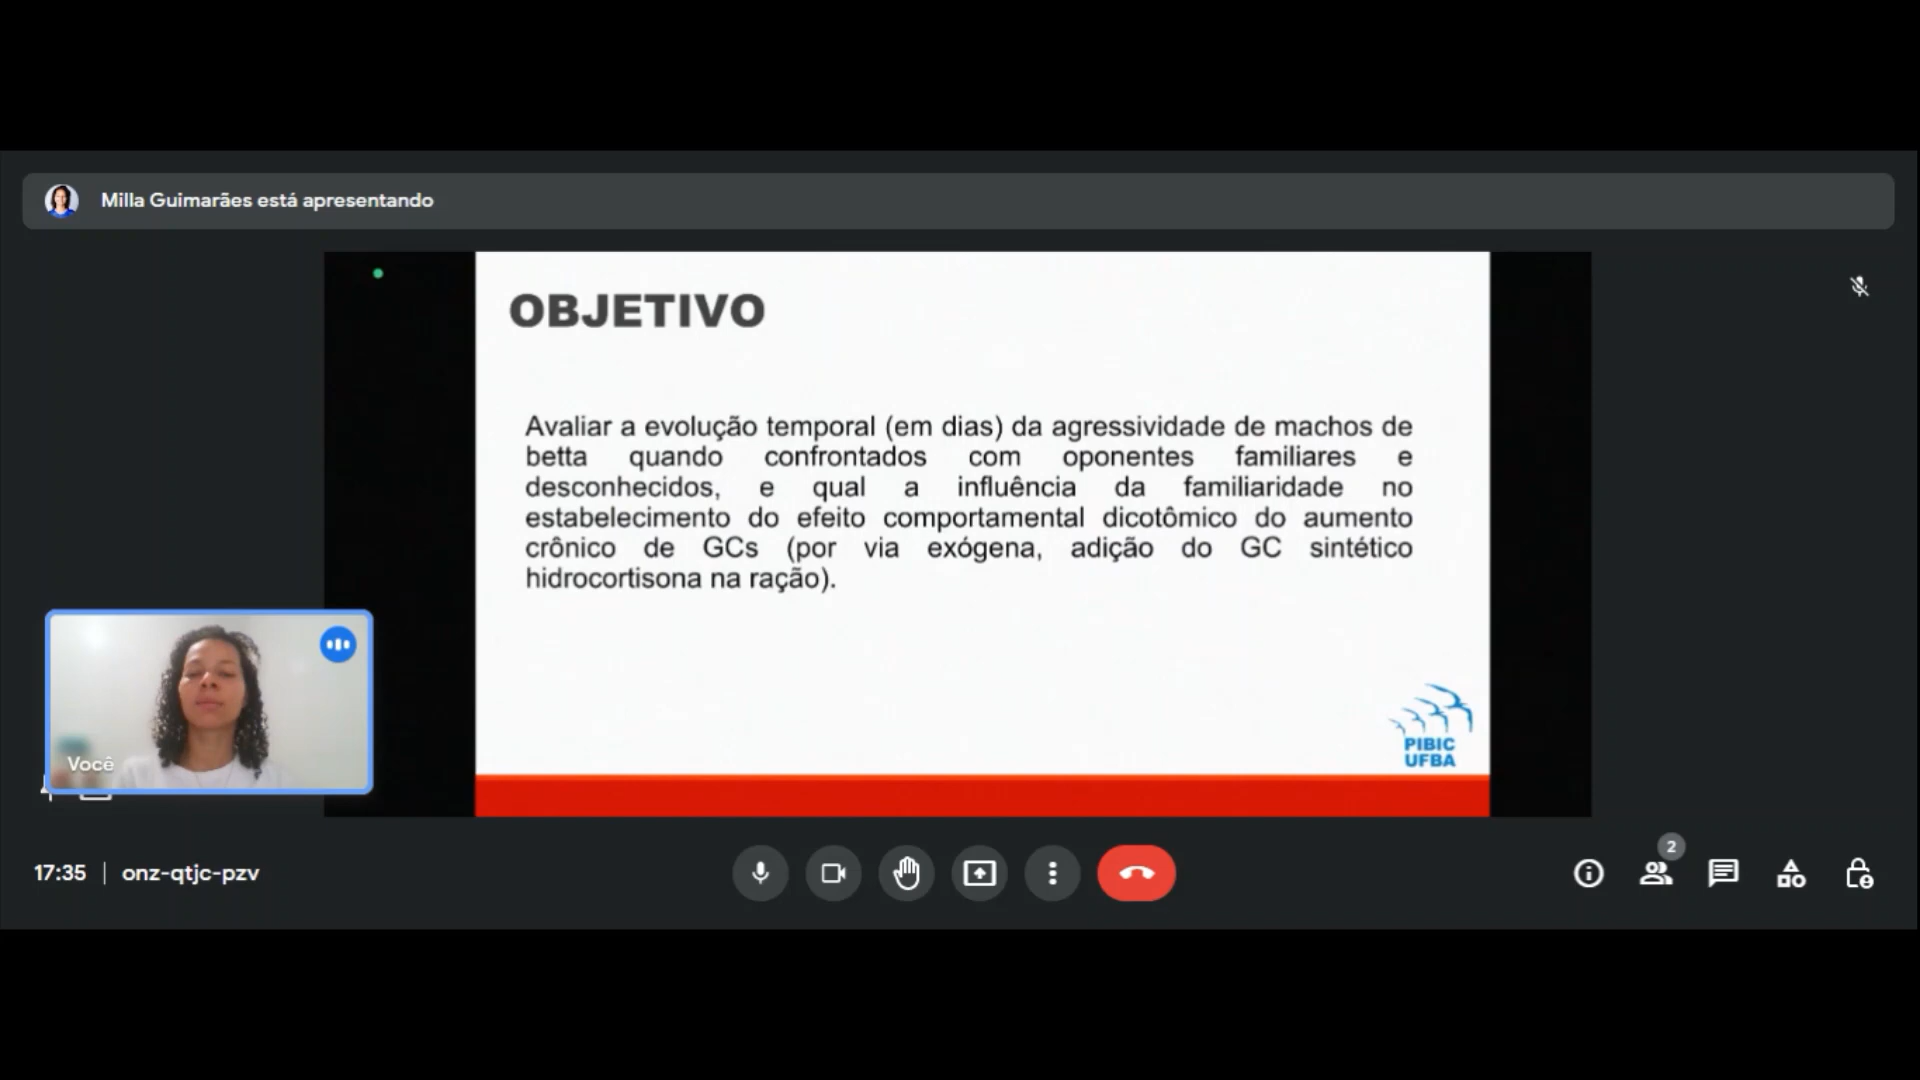 Milla Guimarães está apresentando
OBJETIVO
Avaliar a evolução temporal (em dias) da agressividade de machos de
betta quando confrontados com oponentes familiares e
desconhecidos, e qual a influência da familiaridade no
estabelecimento do efeito comportamental dicotômico do aumento
crônico de GCs (por via exógena, adição do GC sintético
hidrocortisona na ração).
PIBIC
UFBA
Você
17:35 | onz-qtjc-pzv
2